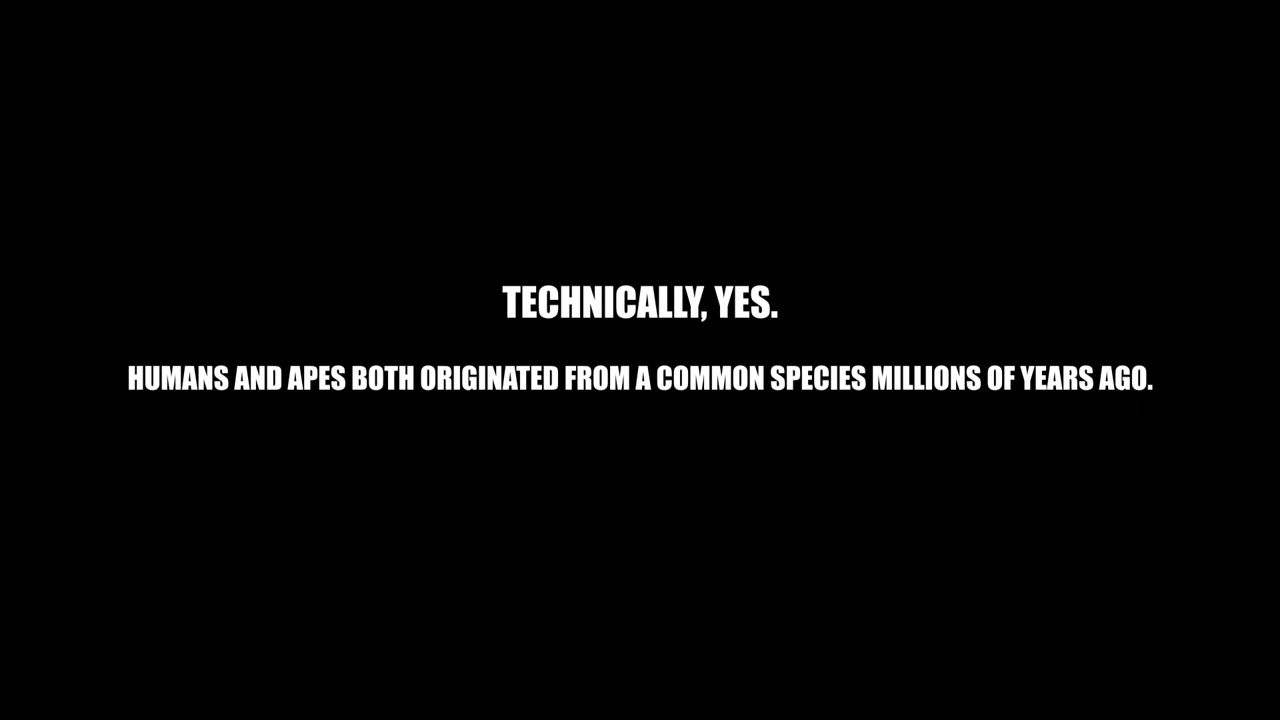 TECHNICALLY, YES.
HUMANS AND APES BOTH ORIGINATED FROM A COMMON SPECIES MILLIONS OF YEARS AGO.